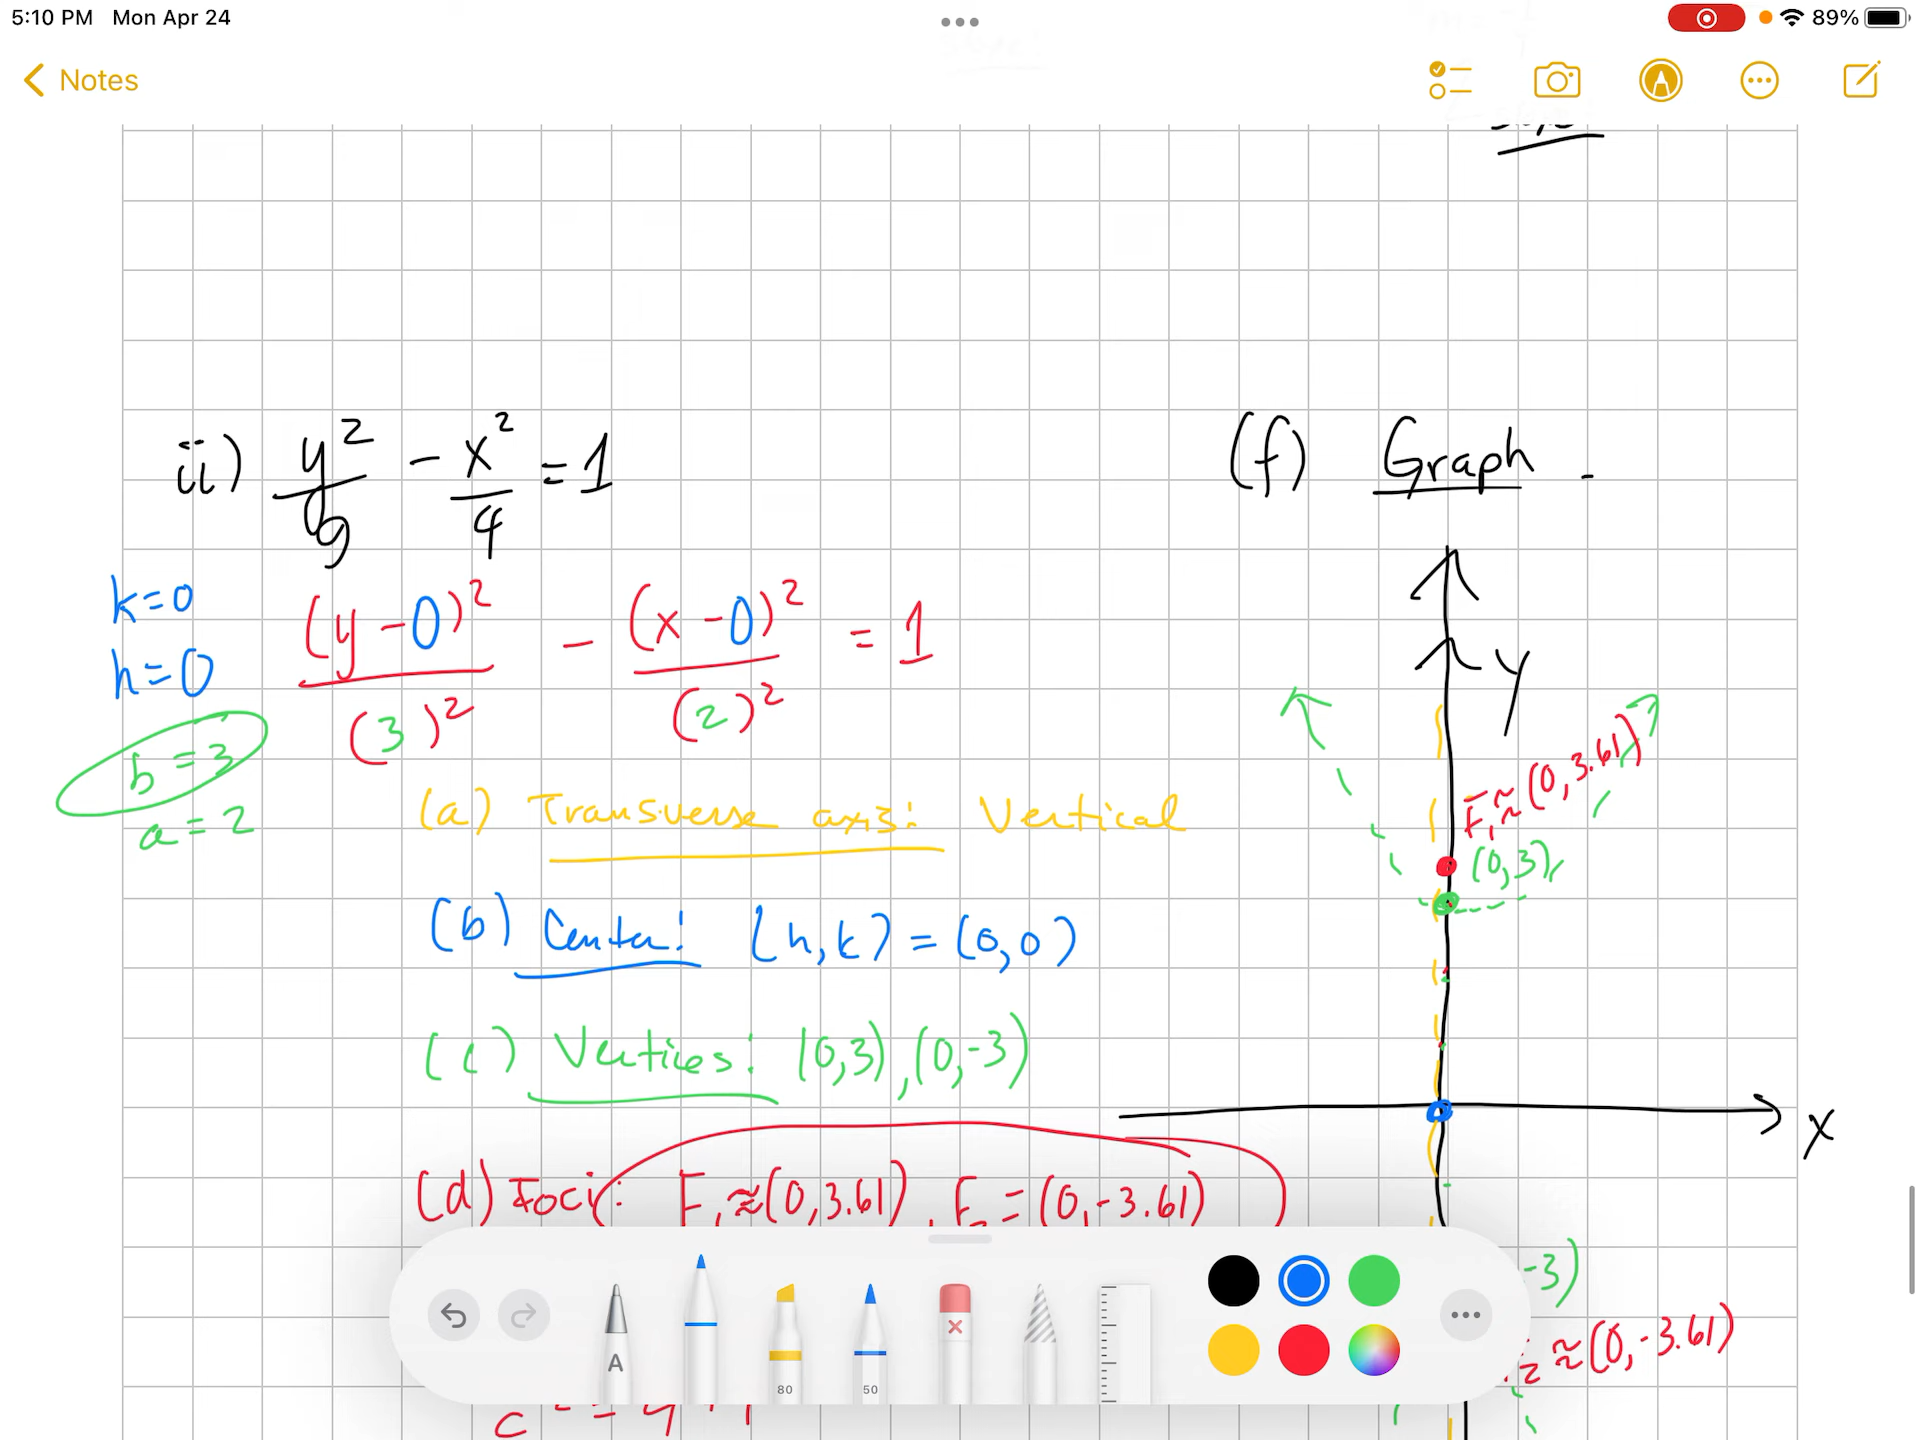 5:10 PM Mon Apr 24
89%
Notes
ii) y²/9 - x²/4 = 1
k=0
h=0
(y-0)²/(3)² - (x-0)²/(2)² = 1
b=3
a=2
(a) Transverse axis: Vertical
(b) Center: (h,k) = (0,0)
(c) Vertices: (0,3), (0,-3)
(d) Foci: F₁≈(0,3.61), F₂=(0,-3.61)
(f) Graph.
y
F₁≈(0,3.61)
(0,3)
x
-3)
₂≈(0,-3.61)
A
80
50